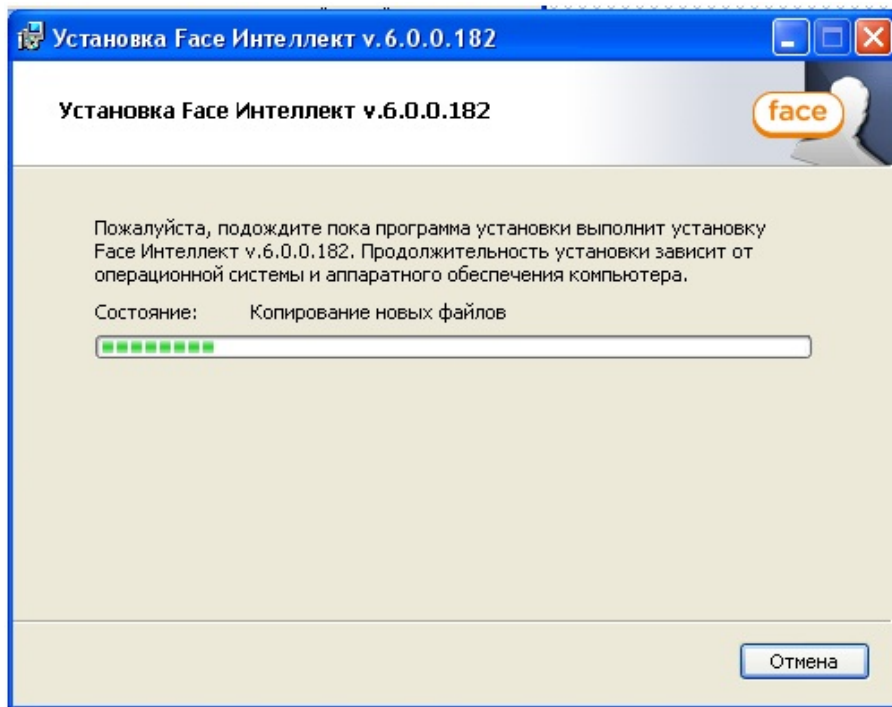 Установка Face Интеллект v.6.0.0.182
Установка Face Интеллект v.6.0.0.182
face
Пожалуйста, подождите пока программа установки выполнит установку
Face Интеллект v.6.0.0.182. Продолжительность установки зависит от
операционной системы и аппаратного обеспечения компьютера.
Состояние: Копирование новых файлов
Отмена